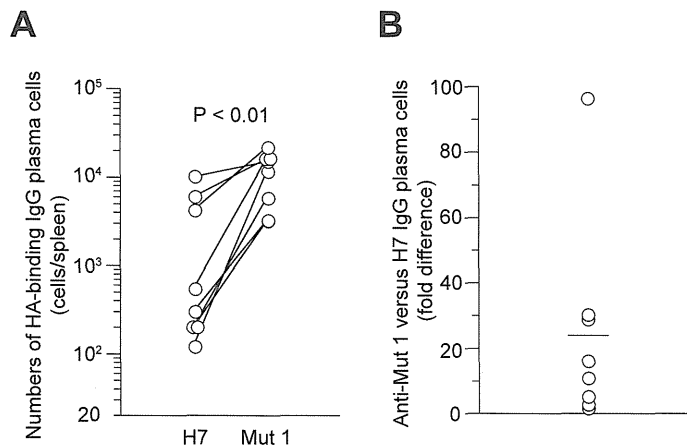 A
Numbers of HA-binding IgG plasma cells
(cells/spleen)
10⁵
10⁴
10³
10²
20
P < 0.01
H7 Mut 1
B
Anti-Mut 1 versus H7 IgG plasma cells
(fold difference)
100
80
60
40
20
0